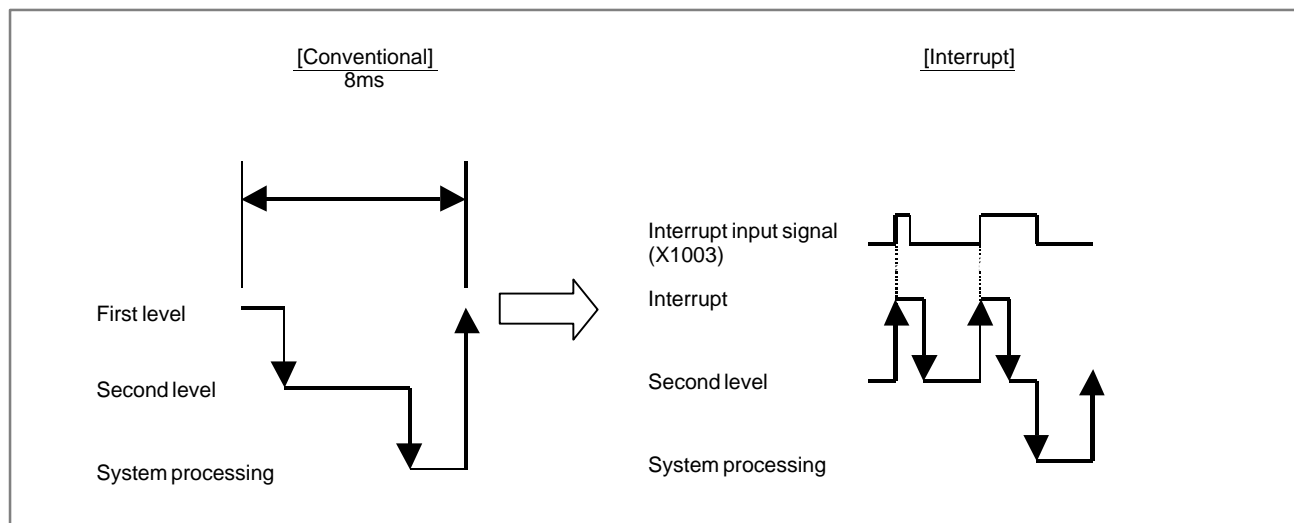 [Conventional]
8ms
First level
Second level
System processing
[Interrupt]
Interrupt input signal
(X1003)
Interrupt
Second level
System processing